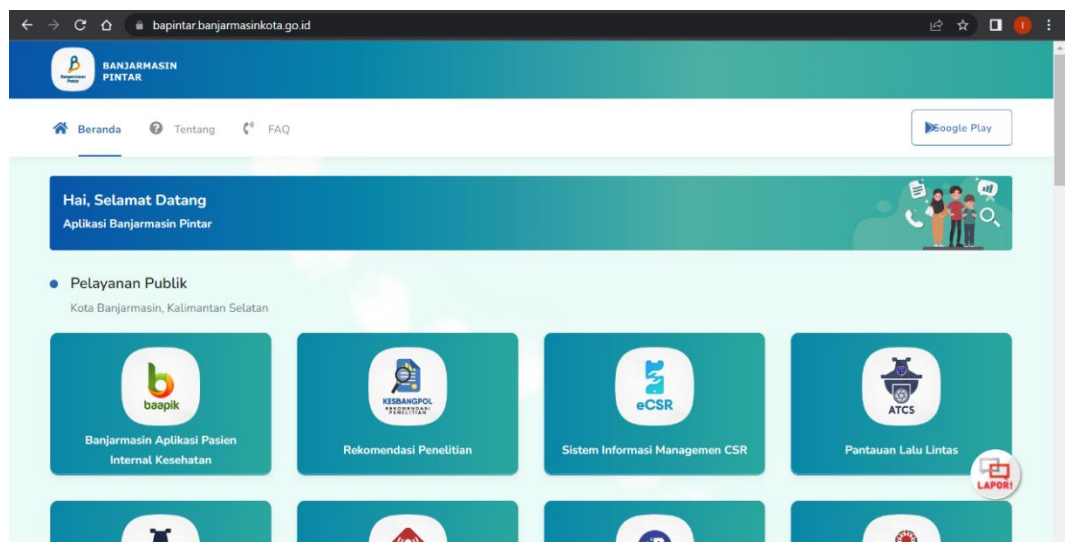 bapintar.banjarmasinkota.go.id
I
BANJARMASIN
PINTAR
Beranda
Tentang
FAQ
Google Play
Hai, Selamat Datang
Aplikasi Banjarmasin Pintar
Pelayanan Publik
Kota Banjarmasin, Kalimantan Selatan
baapik
Banjarmasin Aplikasi Pasien
Internal Kesehatan
KESBANGPOL
REKOMENDASI
PENELITIAN
Rekomendasi Penelitian
eCSR
Sistem Informasi Managemen CSR
ATCS
Pantauan Lalu Lintas
LAPOR!